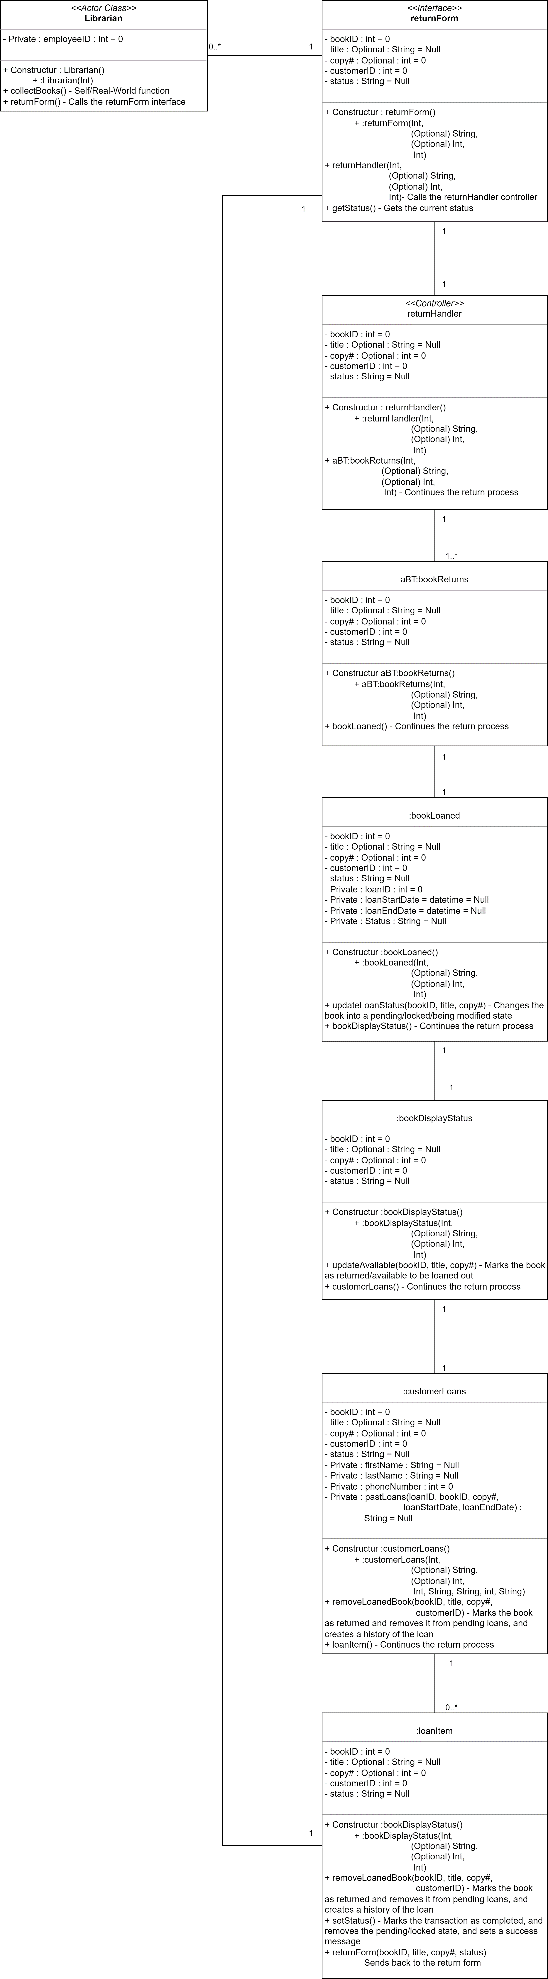 <<Actor Class>>
Librarian
- Private : employeeID : Int = 0
+ Constructur : Librarian()
+ :Librarian(Int)
+ collectBooks() - Self/Real-World function
+ returnForm() - Calls the returnForm interface
0..*
1
<<Interface>>
returnForm
- bookID : int = 0
- title : Optional : String = Null
- copy# : Optional : int = 0
- customerID : int = 0
- status : String = Null
+ Constructur : returnForm()
+ :returnForm(Int,
(Optional) String,
(Optional) Int,
Int)
+ returnHandler(Int,
(Optional) String,
(Optional) Int,
Int)- Calls the returnHandler controller
+ getStatus() - Gets the current status
1
1
1
<<Controller>>
returnHandler
- bookID : int = 0
- title : Optional : String = Null
- copy# : Optional : int = 0
- customerID : int = 0
- status : String = Null
+ Constructur : returnHandler()
+ :returnHandler(Int,
(Optional) String,
(Optional) Int,
Int)
+ aBT:bookReturns(Int,
(Optional) String,
(Optional) Int,
Int) - Continues the return process
1
1..*
aBT:bookReturns
- bookID : int = 0
- title : Optional : String = Null
- copy# : Optional : int = 0
- customerID : int = 0
- status : String = Null
+ Constructur aBT:bookReturns()
+ aBT:bookReturns(Int,
(Optional) String,
(Optional) Int,
Int)
+ bookLoaned() - Continues the return process
1
1
:bookLoaned
- bookID : int = 0
- title : Optional : String = Null
- copy# : Optional : int = 0
- customerID : int = 0
- status : String = Null
- Private : loanID : int = 0
- Private : loanStartDate = datetime = Null
- Private : loanEndDate = datetime = Null
- Private : Status : String = Null
+ Constructur :bookLoaned()
+ :bookLoaned(Int,
(Optional) String,
(Optional) Int,
Int)
+ updateLoanStatus(bookID, title, copy#) - Changes the
book into a pending/locked/being modified state
+ bookDisplayStatus() - Continues the return process
1
1
:bookDisplayStatus
- bookID : int = 0
- title : Optional : String = Null
- copy# : Optional : int = 0
- customerID : int = 0
- status : String = Null
+ Constructur :bookDisplayStatus()
+ :bookDisplayStatus(Int,
(Optional) String,
(Optional) Int,
Int)
+ updateAvailable(bookID, title, copy#) - Marks the book
as returned/available to be loaned out
+ customerLoans() - Continues the return process
1
1
:customerLoans
- bookID : int = 0
- title : Optional : String = Null
- copy# : Optional : int = 0
- customerID : int = 0
- status : String = Null
- Private : firstName : String = Null
- Private : lastName : String = Null
- Private : phoneNumber : int = 0
- Private : pastLoans(loanID, bookID, copy#,
loanStartDate, loanEndDate) :
String = Null
+ Constructur :customerLoans()
+ :customerLoans(Int,
(Optional) String,
(Optional) Int,
Int, String, String, int, String)
+ removeLoanedBook(bookID, title, copy#,
customerID) - Marks the book
as returned and removes it from pending loans, and
creates a history of the loan
+ loanItem() - Continues the return process
1
0..*
:loanItem
- bookID : int = 0
- title : Optional : String = Null
- copy# : Optional : int = 0
- customerID : int = 0
- status : String = Null
+ Constructur :bookDisplayStatus()
+ :bookDisplayStatus(Int,
(Optional) String,
(Optional) Int,
Int)
+ removeLoanedBook(bookID, title, copy#,
customerID) - Marks the book
as returned and removes it from pending loans, and
creates a history of the loan
+ setStatus() - Marks the transaction as completed, and
removes the pending/locked state, and sets a success
message
+ returnForm(bookID, title, copy#, status)
Sends back to the return form
1